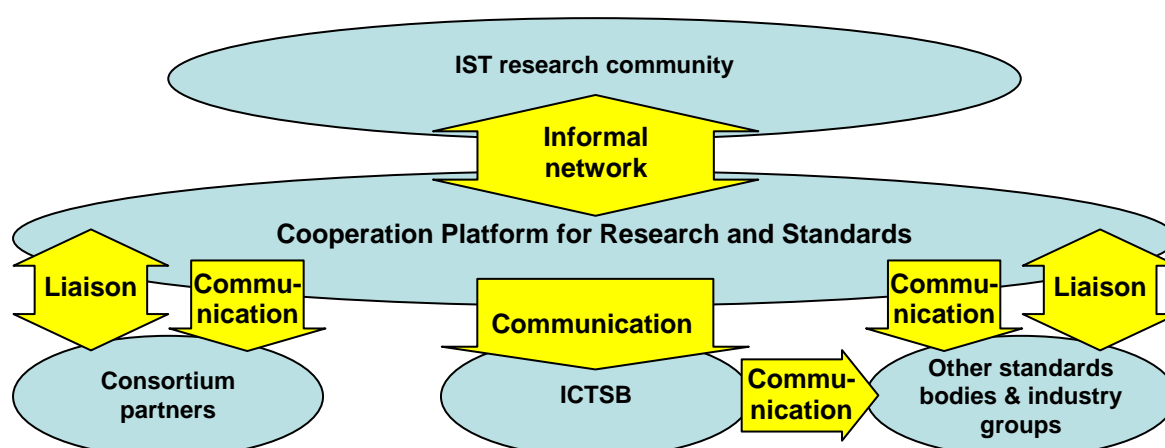 IST research community
Informal
network
Cooperation Platform for Research and Standards
Liaison
Commu-
nication
Communication
Commu-
nication
Liaison
Consortium
partners
ICTSB
Commu-
nication
Other standards
bodies & industry
groups